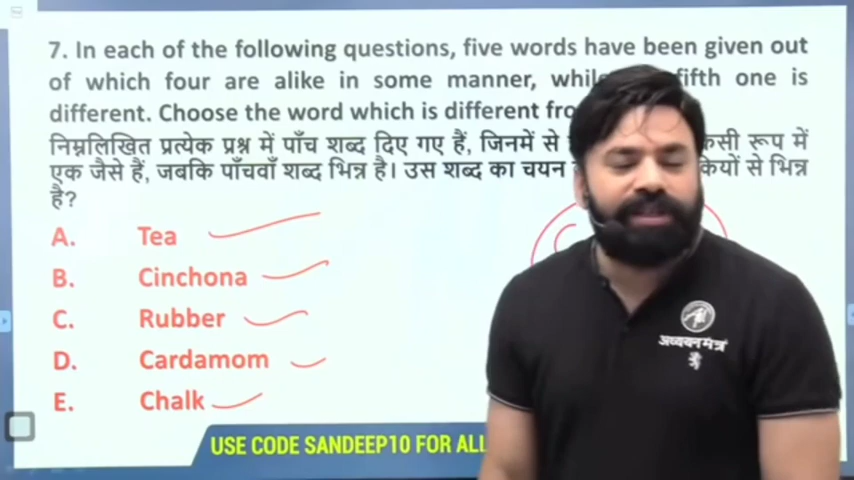 7. In each of the following questions, five words have been given out
of which four are alike in some manner, while fifth one is
different. Choose the word which is different
निम्नलिखित प्रत्येक प्रश्न में पाँच शब्द दिए गए हैं, जिनमें से रूप में
एक जैसे हैं, जबकि पाँचवाँ शब्द भिन्न है। उस शब्द का चयन से भिन्न
है?
A. Tea
B. Cinchona
C. Rubber
D. Cardamom
E. Chalk
अध्ययनमंत्र
USE CODE SANDEEP10 FOR ALL